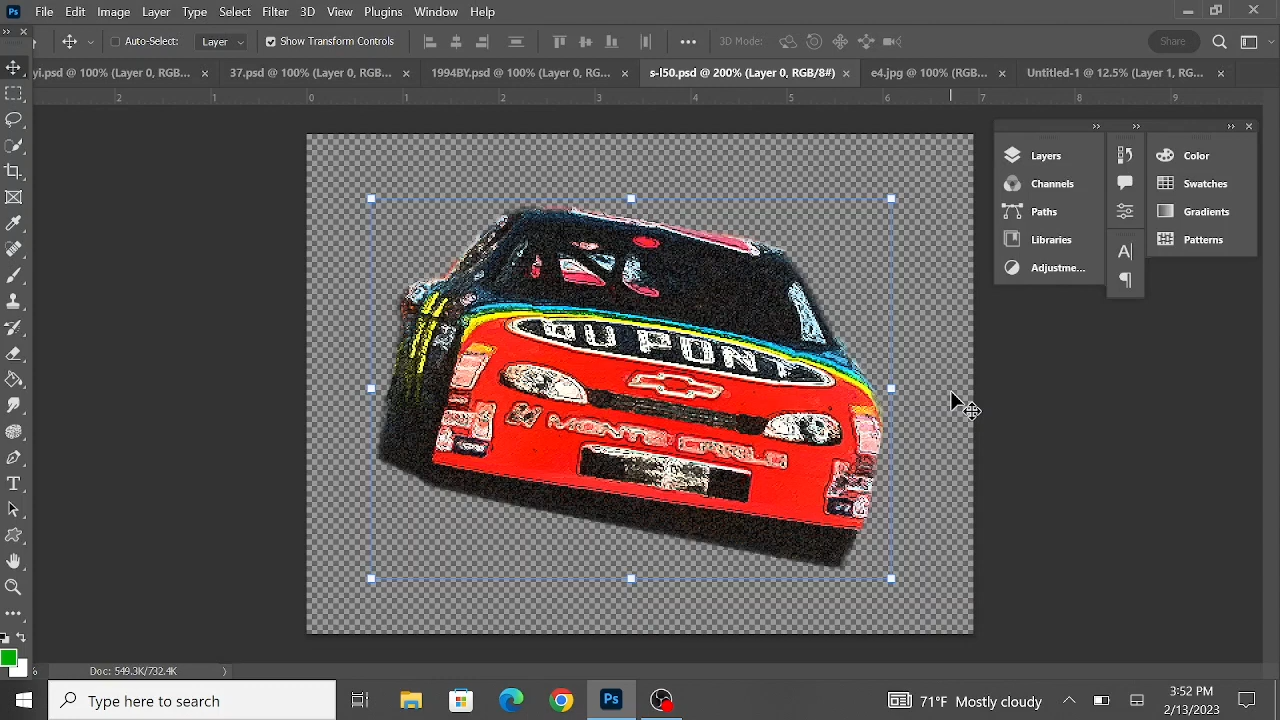 Ps File Edit Image Layer Type Select Filter 3D View Plugins Window Help
Auto-Select: Layer Show Transform Controls 3D Mode: Share
yi.psd @ 100% (Layer 0, RGB... × 37.psd @ 100% (Layer 0, RGB... × 1994BY.psd @ 100% (Layer 0, RG... × s-l50.psd @ 200% (Layer 0, RGB/8#) × e4.jpg @ 100% (RGB... × Untitled-1 @ 12.5% (Layer 1, RG... ×
2 1 0 1 2 3 4 5 6 7 8 9
Layers
Channels
Paths
Libraries
Adjustme...
Color
Swatches
Gradients
Patterns
DU PONT
24 MONTE CARLO
% Doc: 549.3K/732.4K
Type here to search
Ps
71°F Mostly cloudy
3:52 PM
2/13/2023